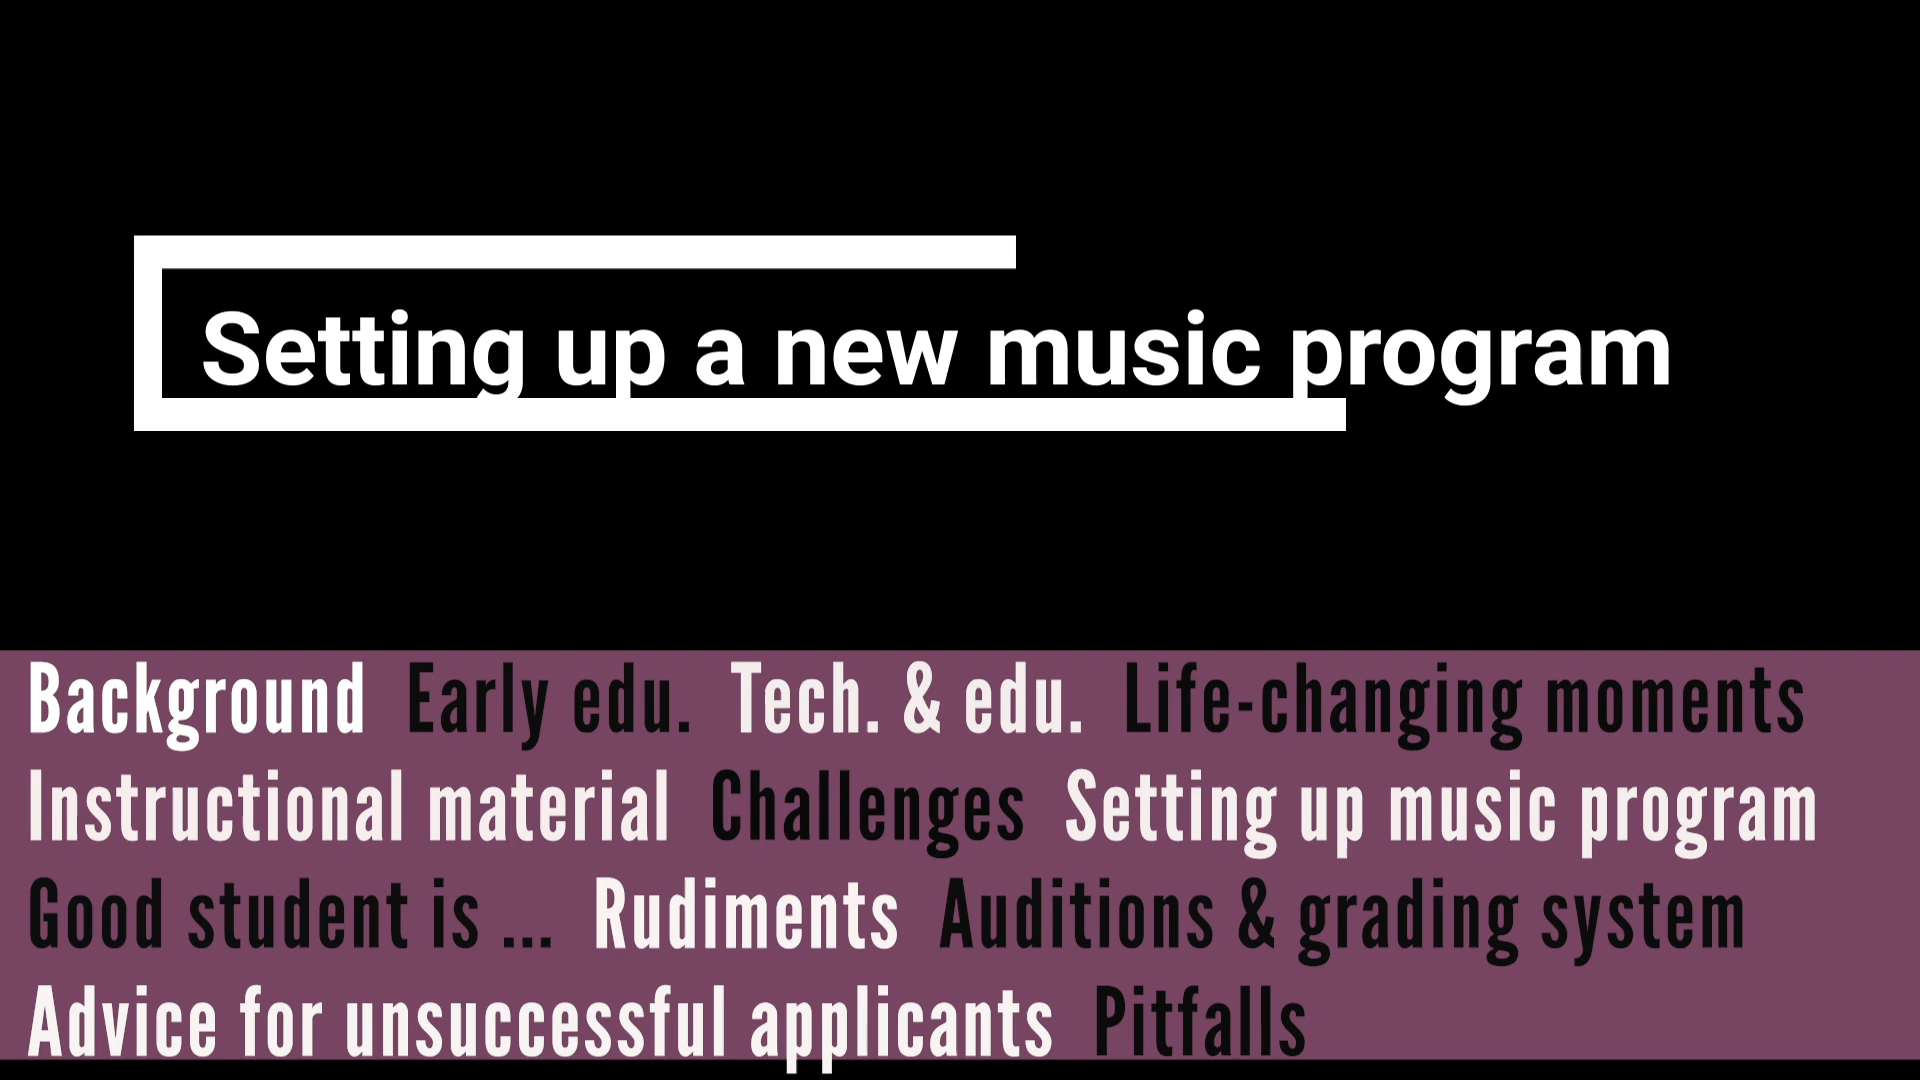 Setting up a new music program
Background Early edu. Tech. & edu. Life-changing moments
Instructional material Challenges Setting up music program
Good student is ... Rudiments Auditions & grading system
Advice for unsuccessful applicants Pitfalls